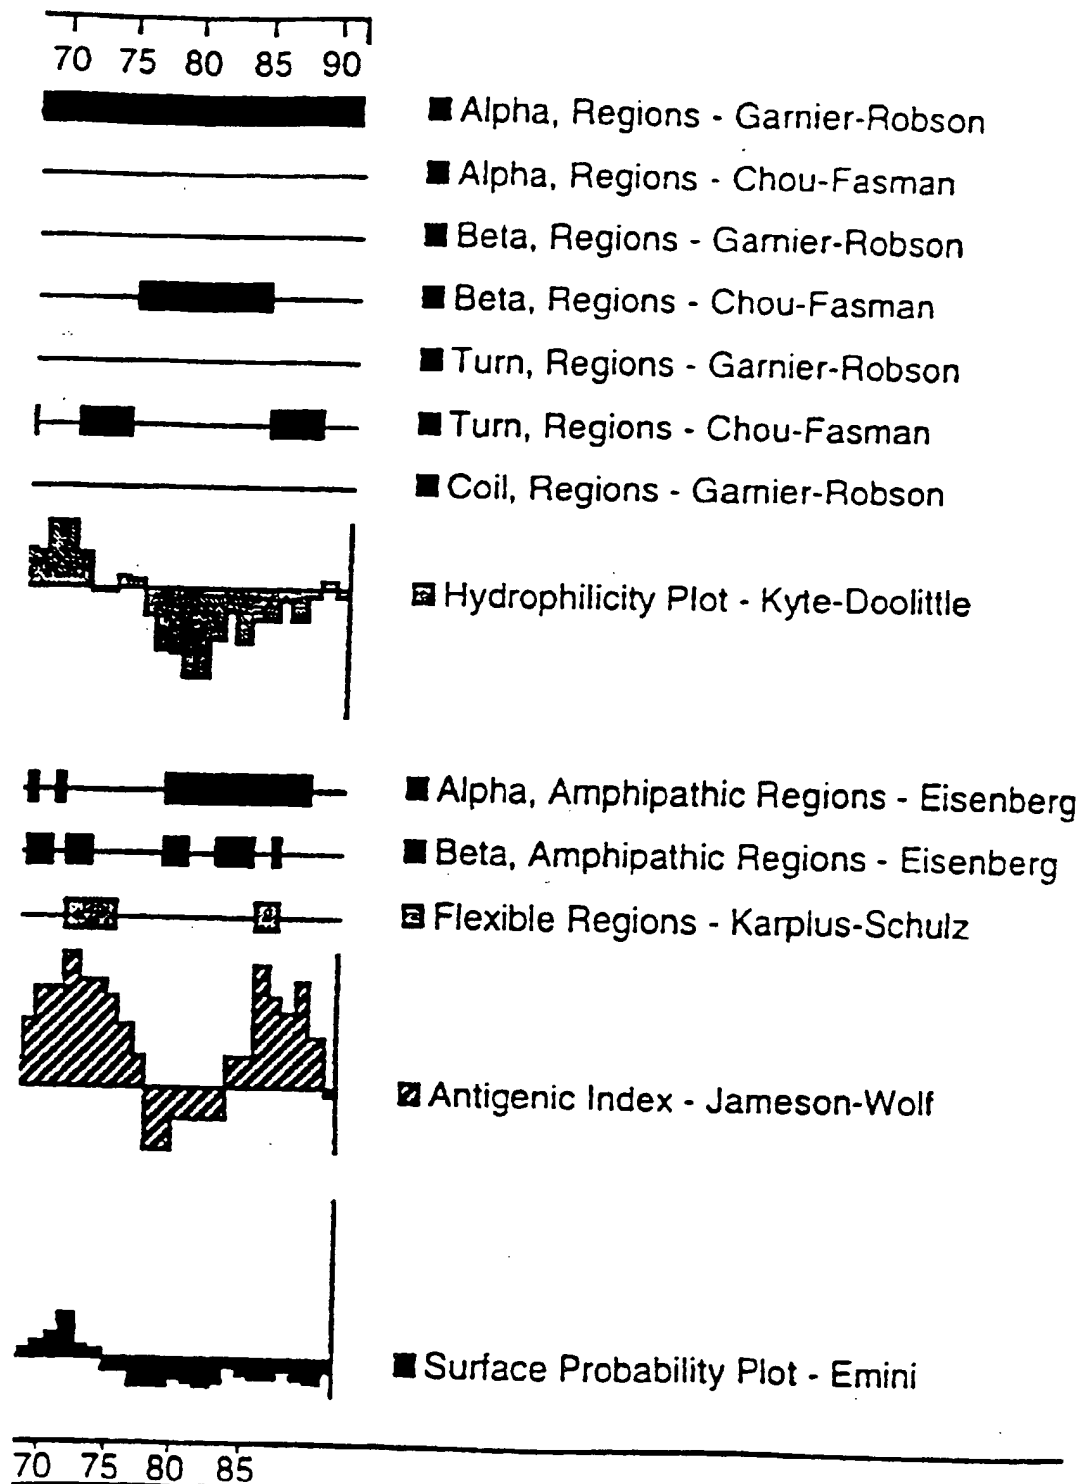 70 75 80 85 90
Alpha, Regions - Garnier-Robson
Alpha, Regions - Chou-Fasman
Beta, Regions - Garnier-Robson
Beta, Regions - Chou-Fasman
Turn, Regions - Garnier-Robson
Turn, Regions - Chou-Fasman
Coil, Regions - Garnier-Robson
Hydrophilicity Plot - Kyte-Doolittle
Alpha, Amphipathic Regions - Eisenberg
Beta, Amphipathic Regions - Eisenberg
Flexible Regions - Karplus-Schulz
Antigenic Index - Jameson-Wolf
Surface Probability Plot - Emini
70 75 80 85